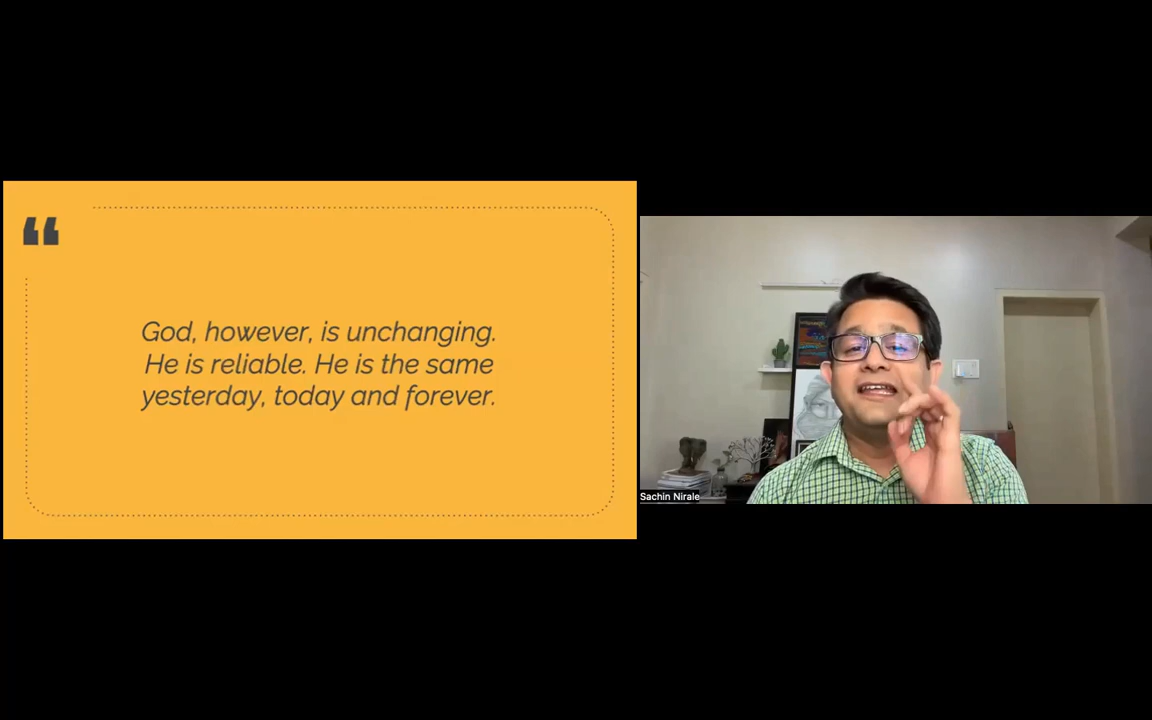 “
God, however, is unchanging.
He is reliable. He is the same
yesterday, today and forever.
Sachin Nirale